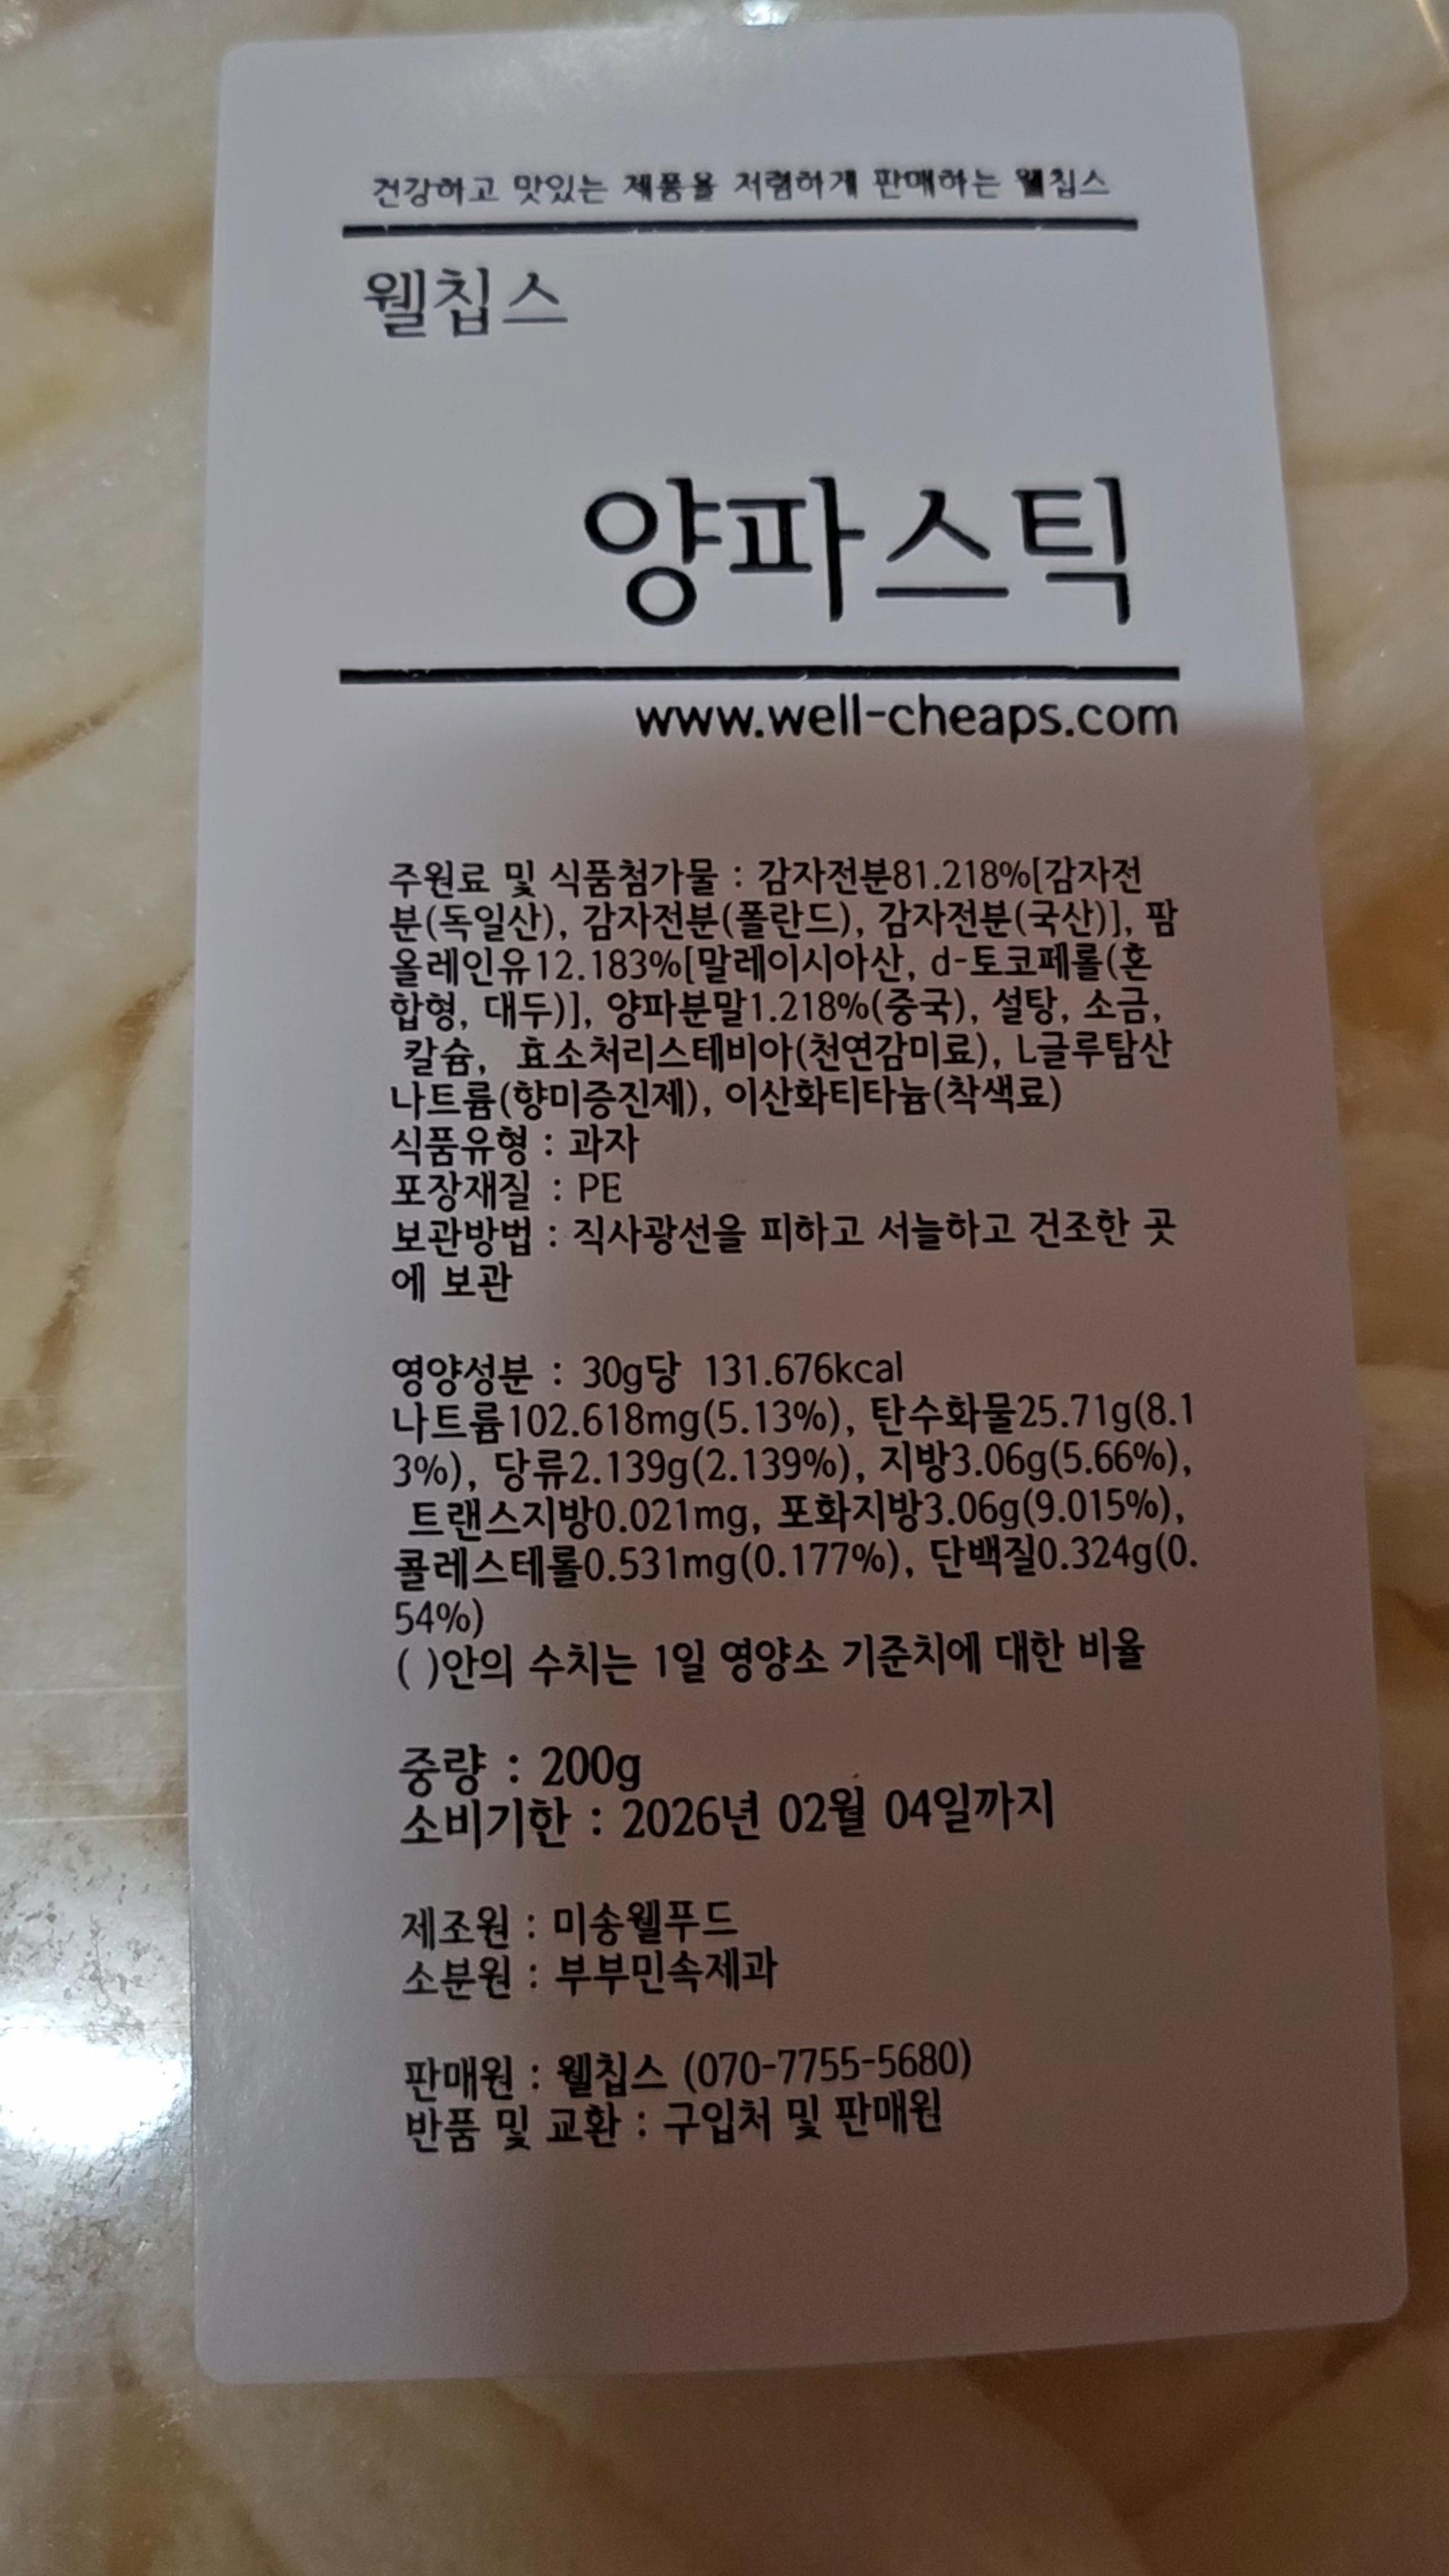 건강하고 맛있는 제품을 저렴하게 판매하는 웰칩스
웰칩스
양파스틱
www.well-cheaps.com
주원료 및 식품첨가물 : 감자전분81.218%[감자전
분(독일산), 감자전분(폴란드), 감자전분(국산)], 팜
올레인유12.183%[말레이시아산, d-토코페롤(혼
합형, 대두)], 양파분말1.218%(중국), 설탕, 소금,
칼슘, 효소처리스테비아(천연감미료), L글루탐산
나트륨(향미증진제), 이산화티타늄(착색료)
식품유형 : 과자
포장재질 : PE
보관방법 : 직사광선을 피하고 서늘하고 건조한 곳
에 보관
영양성분 : 30g당 131.676kcal
나트륨102.618mg(5.13%), 탄수화물25.71g(8.1
3%), 당류2.139g(2.139%), 지방3.06g(5.66%),
트랜스지방0.021mg, 포화지방3.06g(9.015%),
콜레스테롤0.531mg(0.177%), 단백질0.324g(0.
54%)
( )안의 수치는 1일 영양소 기준치에 대한 비율
중량 : 200g
소비기한 : 2026년 02월 04일까지
제조원 : 미송웰푸드
소분원 : 부부민속제과
판매원 : 웰칩스 (070-7755-5680)
반품 및 교환 : 구입처 및 판매원